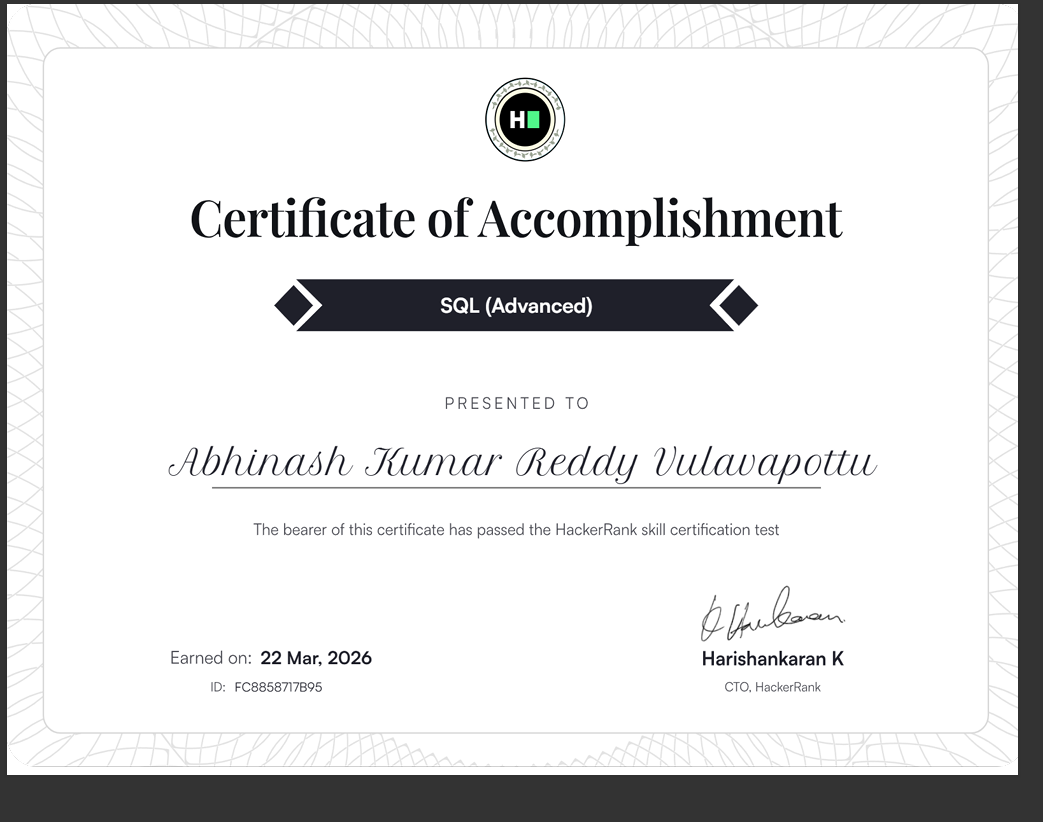 H
Certificate of Accomplishment
SQL (Advanced)
PRESENTED TO
Abhinash Kumar Reddy Vulavapottu
The bearer of this certificate has passed the HackerRank skill certification test
Earned on: 22 Mar, 2026
ID: FC8858717B95
Harishankaran K
CTO, HackerRank